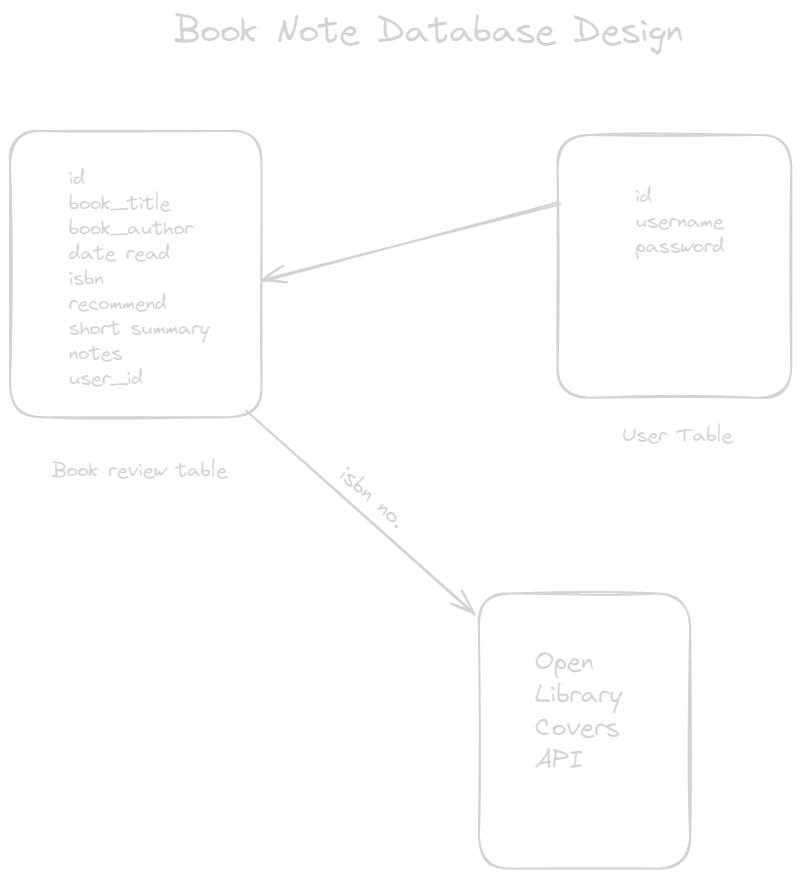 Book Note Database Design
id
book_title
book_author
date read
isbn
recommend
short summary
notes
user_id
Book review table
id
username
password
User Table
isbn no.
Open
Library
Covers
API